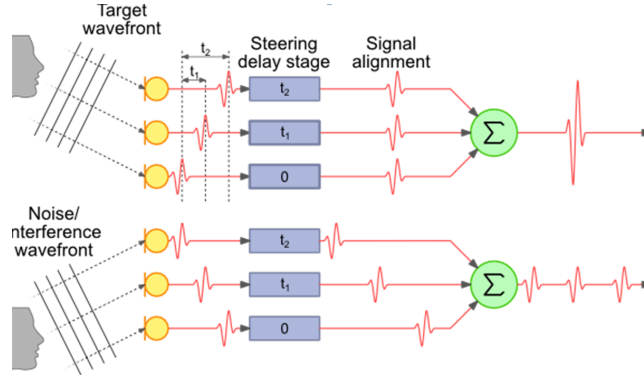 Target
wavefront
t2
t1
Steering
delay stage
Signal
alignment
t2
t1
0
Σ
Noise/
nterference
wavefront
t2
t1
0
Σ